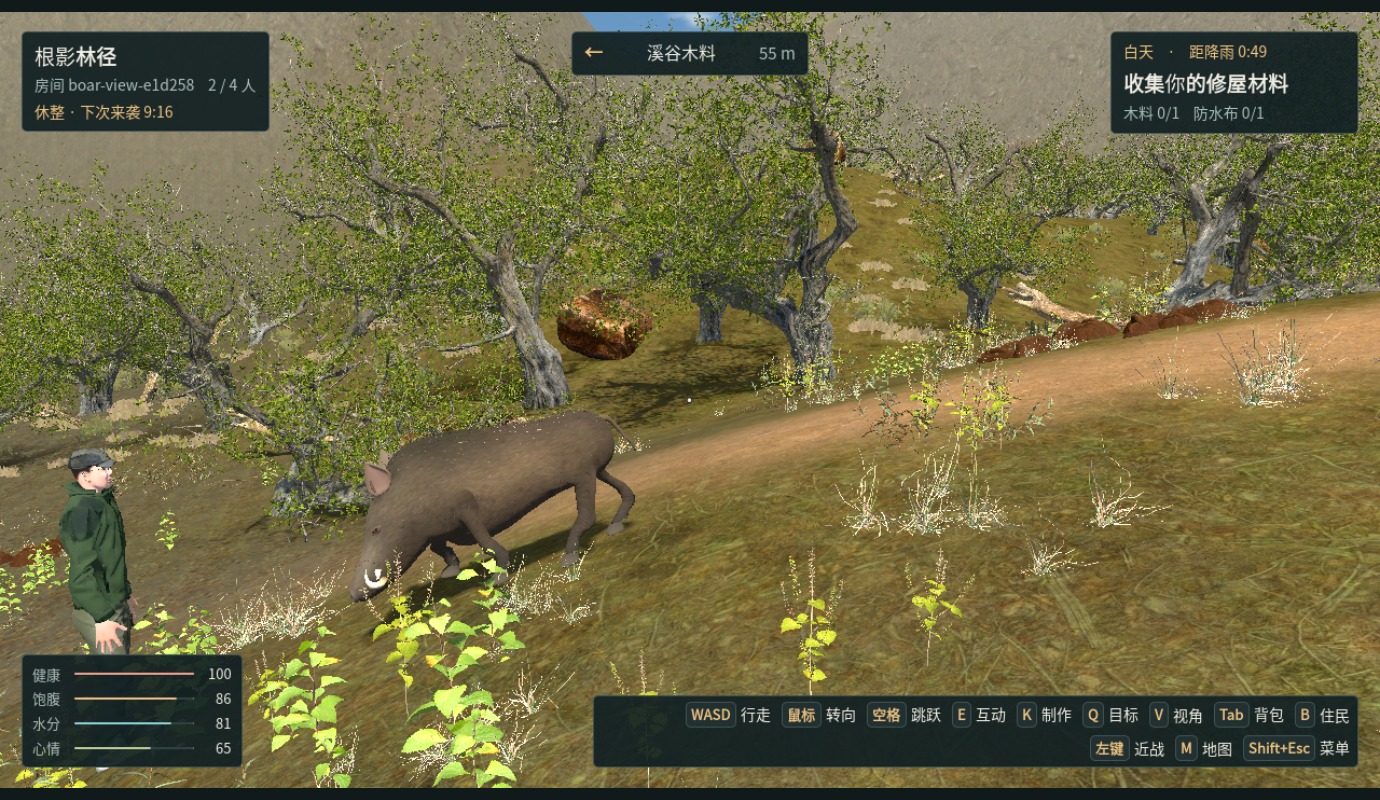 根影林径
房间 boar-view-e1d258 2 / 4 人
休整 · 下次来袭 9:16
← 溪谷木料 55 m
白天 · 距降雨 0:49
收集你的修屋材料
木料 0/1 防水布 0/1
健康 100
饱腹 86
水分 81
心情 65
WASD 行走 鼠标 转向 空格 跳跃 E 互动 K 制作 Q 目标 V 视角 Tab 背包 B 住民
左键 近战 M 地图 Shift+Esc 菜单